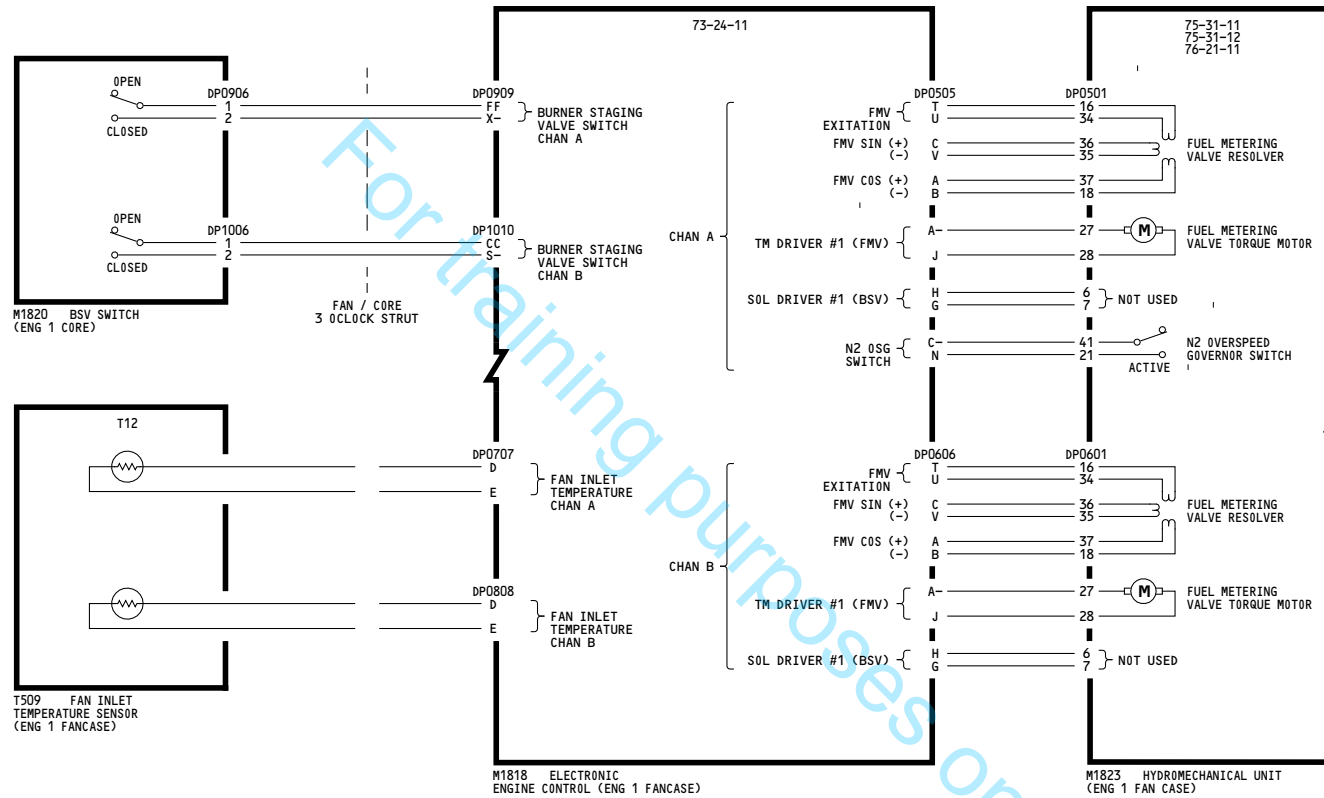 73-24-11
75-31-11
75-31-12
76-21-11
OPEN
CLOSED
DP0906
1
2
DP0909
FF
X-
BURNER STAGING
VALVE SWITCH
CHAN A
OPEN
CLOSED
DP1006
1
2
DP1010
CC
S-
BURNER STAGING
VALVE SWITCH
CHAN B
M1820 BSV SWITCH
(ENG 1 CORE)
FAN / CORE
3 OCLOCK STRUT
T12
DP0707
D
E
FAN INLET
TEMPERATURE
CHAN A
DP0808
D
E
FAN INLET
TEMPERATURE
CHAN B
T509 FAN INLET
TEMPERATURE SENSOR
(ENG 1 FANCASE)
CHAN A
DP0505
DP0501
FMV
EXITATION
T
U
16
34
FMV SIN (+)
(-)
C
V
36
35
FUEL METERING
VALVE RESOLVER
FMV COS (+)
(-)
A
B
37
18
TM DRIVER #1 (FMV)
A-
J
27
28
M
FUEL METERING
VALVE TORQUE MOTOR
SOL DRIVER #1 (BSV)
H
G
6
7
NOT USED
N2 OSG
SWITCH
C-
N
41
21
ACTIVE
N2 OVERSPEED
GOVERNOR SWITCH
CHAN B
DP0606
DP0601
FMV
EXITATION
T
U
16
34
FMV SIN (+)
(-)
C
V
36
35
FUEL METERING
VALVE RESOLVER
FMV COS (+)
(-)
A
B
37
18
TM DRIVER #1 (FMV)
A-
J
27
28
M
FUEL METERING
VALVE TORQUE MOTOR
SOL DRIVER #1 (BSV)
H
G
6
7
NOT USED
M1818 ELECTRONIC
ENGINE CONTROL (ENG 1 FANCASE)
M1823 HYDROMECHANICAL UNIT
(ENG 1 FAN CASE)
For training purposes on